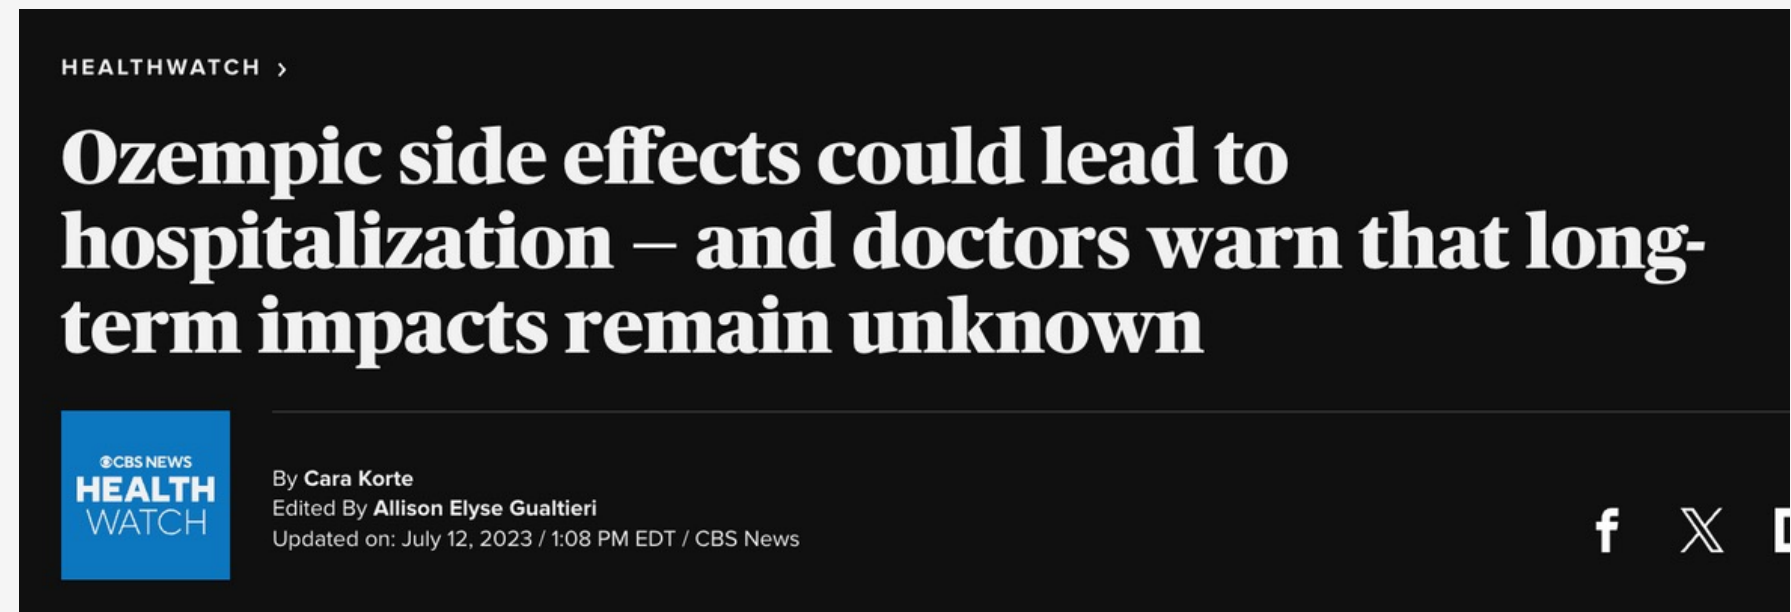 HEALTHWATCH >
Ozempic side effects could lead to
hospitalization – and doctors warn that long-
term impacts remain unknown
CBS NEWS
HEALTH
WATCH
By Cara Korte
Edited By Allison Elyse Gualtieri
Updated on: July 12, 2023 / 1:08 PM EDT / CBS News